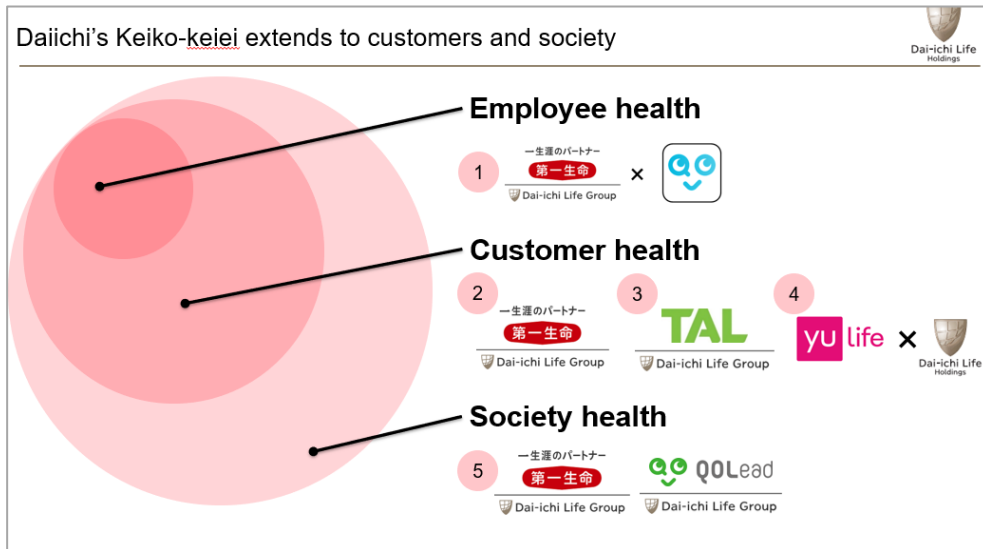 Daiichi's Keiko-keiei extends to customers and society
Dai-ichi Life
Holdings
Employee health
1
一生涯のパートナー
第一生命
Dai-ichi Life Group
×
Customer health
2
一生涯のパートナー
第一生命
Dai-ichi Life Group
3
TAL
Dai-ichi Life Group
4
yu life
×
Dai-ichi Life
Holdings
Society health
5
一生涯のパートナー
第一生命
Dai-ichi Life Group
QOLead
Dai-ichi Life Group